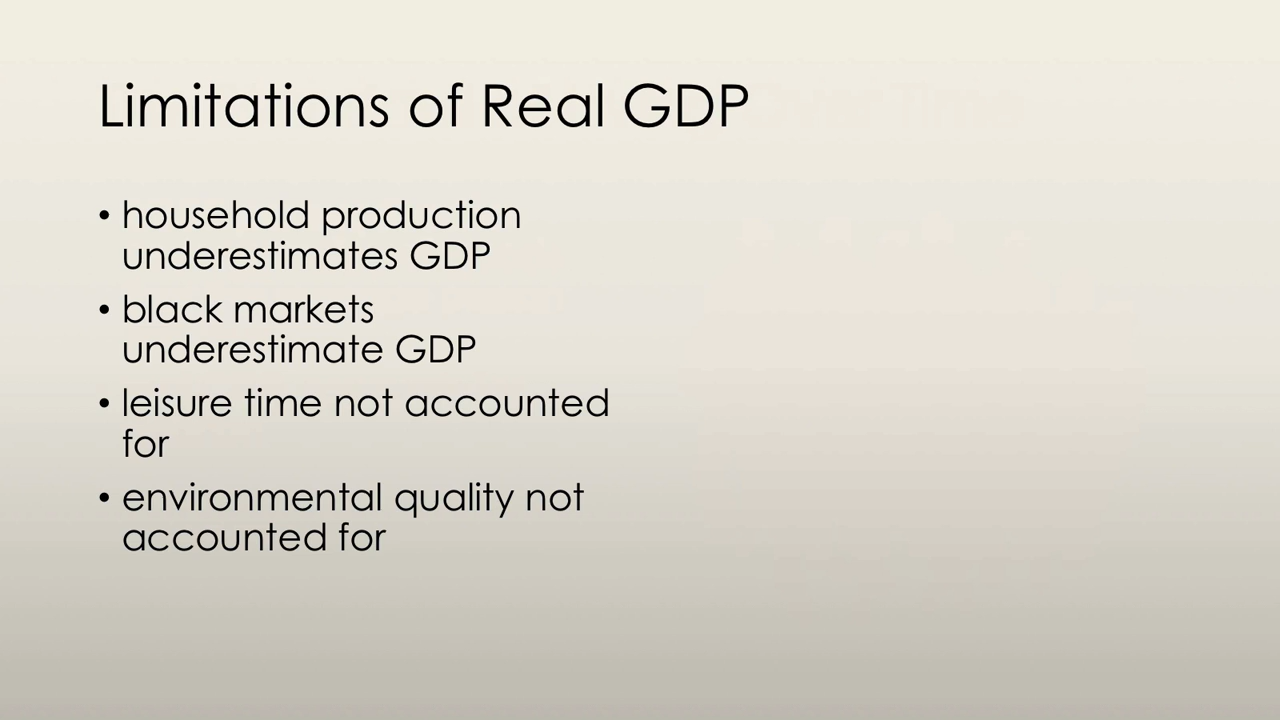 Limitations of Real GDP
• household production
underestimates GDP
• black markets
underestimate GDP
• leisure time not accounted
for
• environmental quality not
accounted for